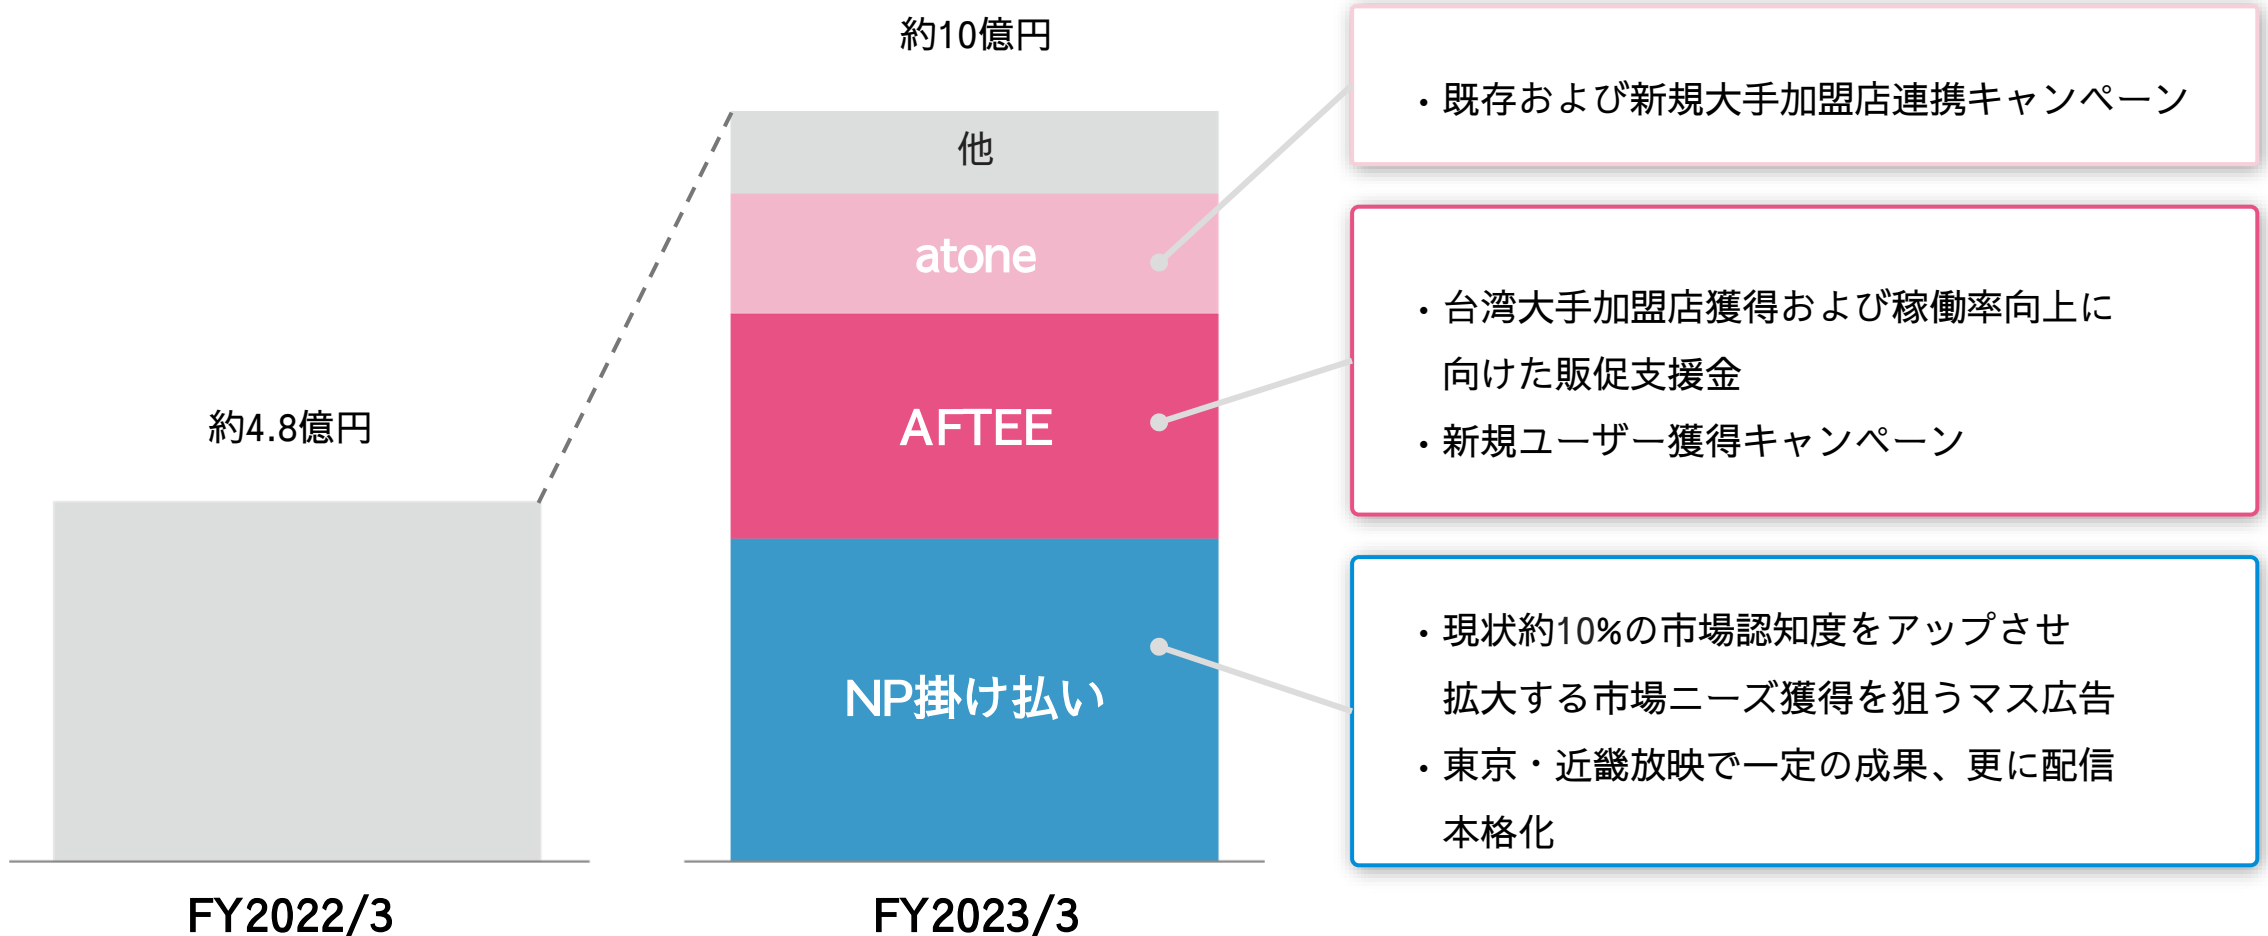 約4.8億円
FY2022/3
約10億円
他
atone
AFTEE
NP掛け払い
FY2023/3
・既存および新規大手加盟店連携キャンペーン
・台湾大手加盟店獲得および稼働率向上に
向けた販促支援金
・新規ユーザー獲得キャンペーン
・現状約10%の市場認知度をアップさせ
拡大する市場ニーズ獲得を狙うマス広告
・東京・近畿放映で一定の成果、更に配信
本格化